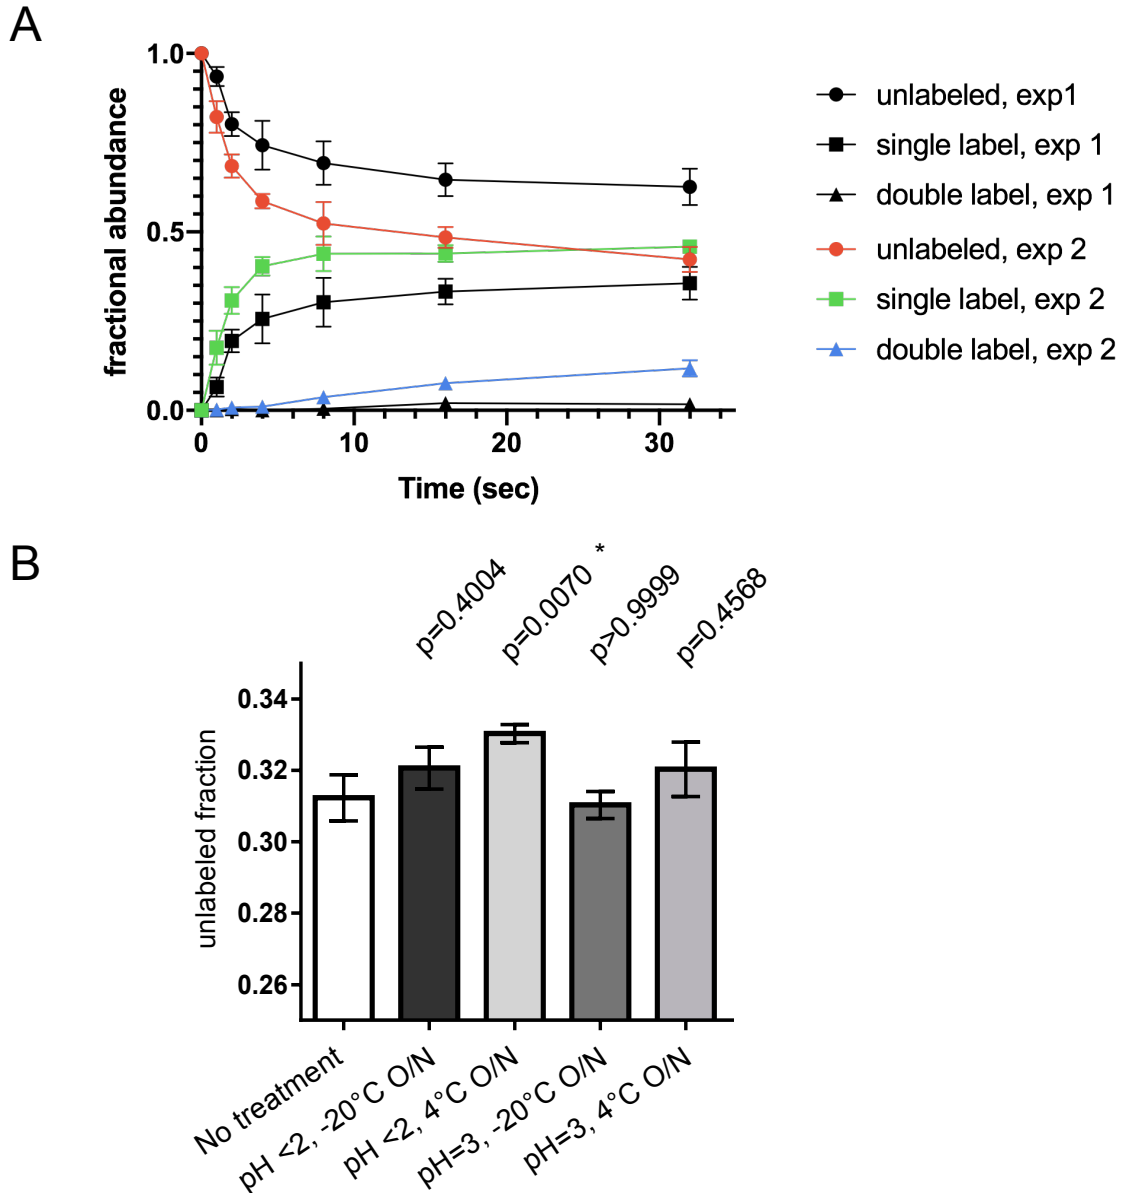 A
1.0
0.5
0.0
fractional abundance
0
10
20
30
Time (sec)
unlabeled, exp1
single label, exp 1
double label, exp 1
unlabeled, exp 2
single label, exp 2
double label, exp 2
B
p=0.4004
p=0.0070 *
p>0.9999
p=0.4568
0.34
0.32
0.30
0.28
0.26
unlabeled fraction
No treatment
pH <2, -20°C O/N
pH <2, 4°C O/N
pH=3, -20°C O/N
pH=3, 4°C O/N